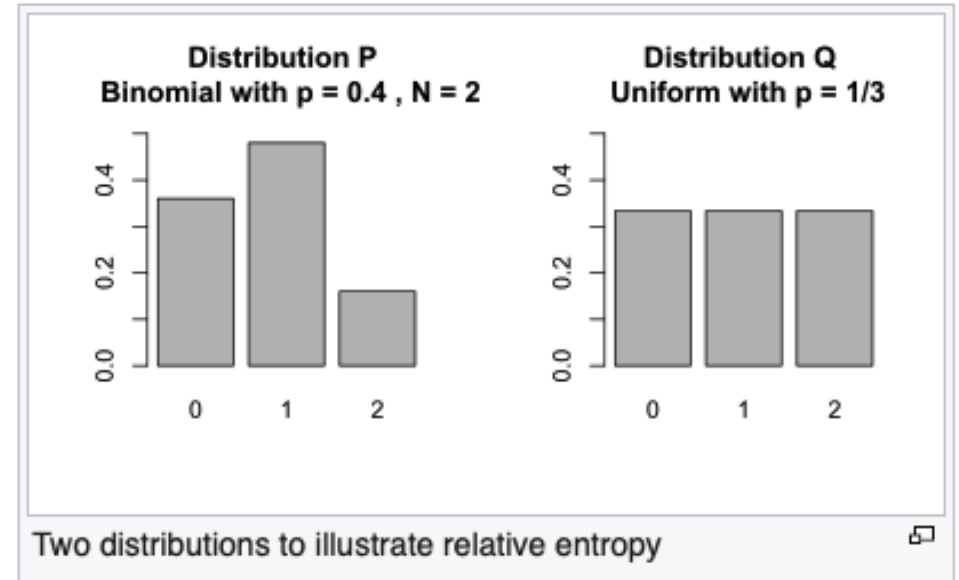 Distribution P
Binomial with p = 0.4 , N = 2
0.4
0.2
0.0
0 1 2
Distribution Q
Uniform with p = 1/3
0.4
0.2
0.0
0 1 2
Two distributions to illustrate relative entropy